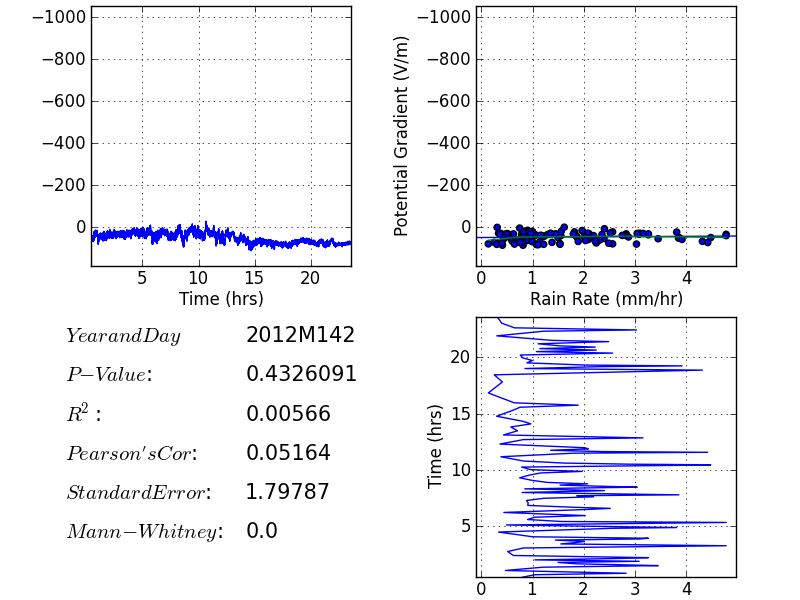 −1000
−800
−600
−400
−200
0
5 10 15 20
Time (hrs)
Potential Gradient (V/m)
−1000
−800
−600
−400
−200
0
0 1 2 3 4
Rain Rate (mm/hr)
YearandDay 2012M142
P−Value: 0.4326091
R² : 0.00566
Pearson'sCor: 0.05164
StandardError: 1.79787
Mann−Whitney: 0.0
Time (hrs)
20
15
10
5
0 1 2 3 4